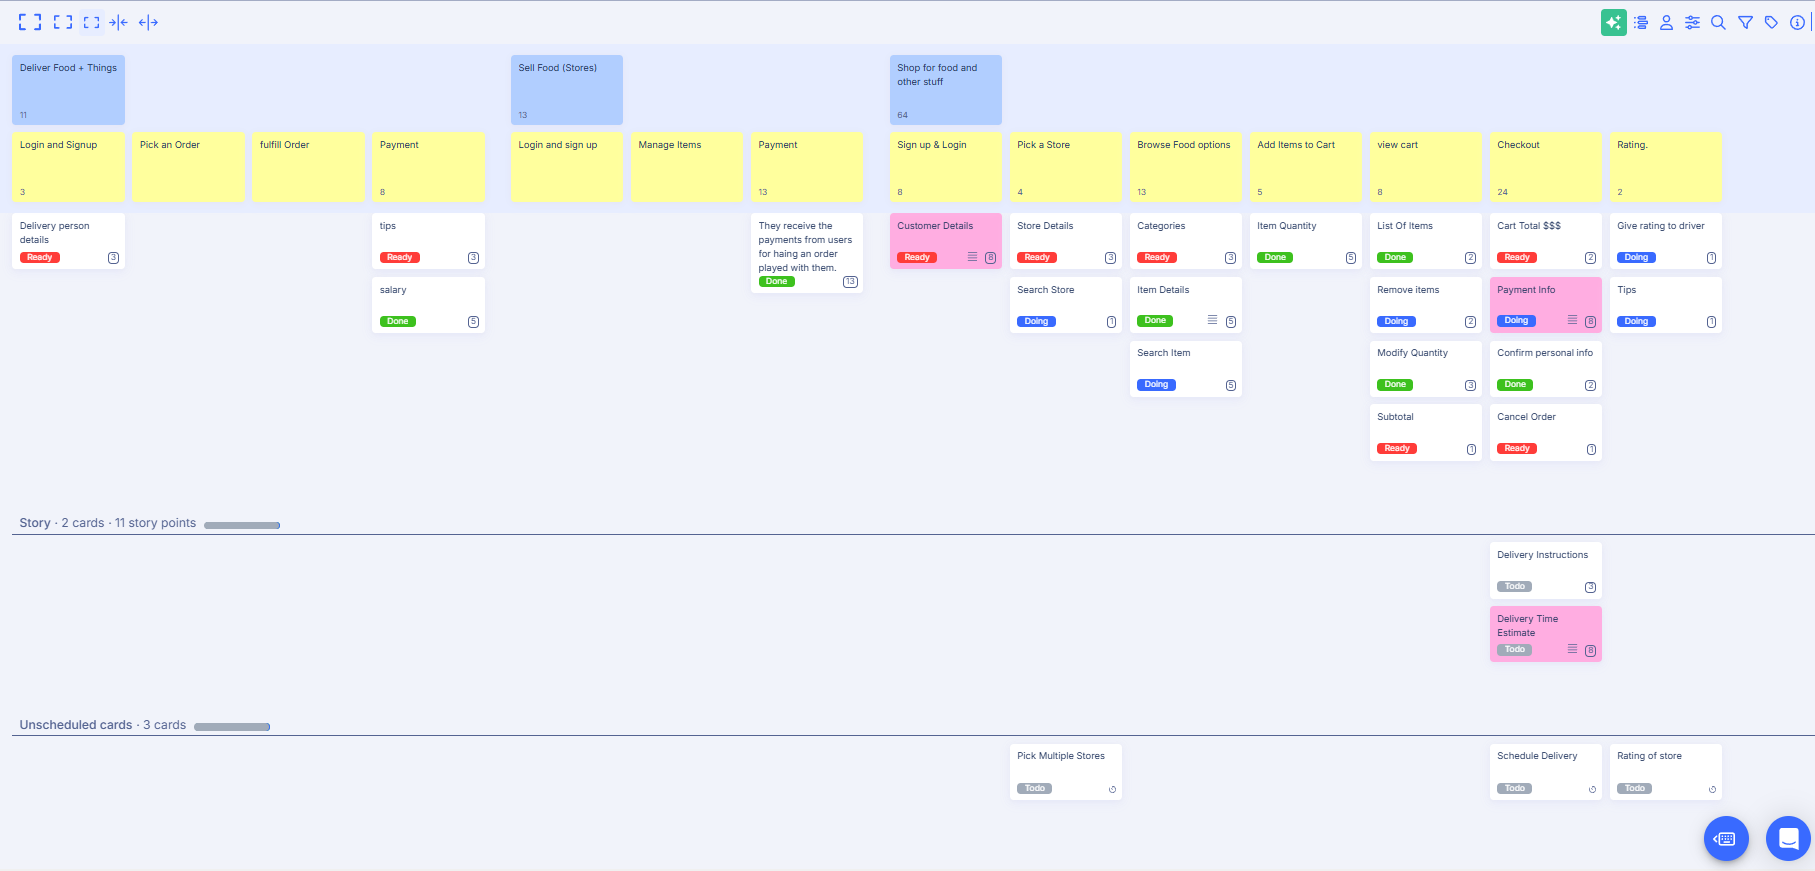 Deliver Food + Things
11
Sell Food (Stores)
13
Shop for food and
other stuff
64
Login and Signup
3
Pick an Order
fulfill Order
Payment
8
Login and sign up
Manage Items
Payment
13
Sign up & Login
8
Pick a Store
4
Browse Food options
13
Add Items to Cart
5
view cart
8
Checkout
24
Rating.
2
Delivery person
details
Ready
3
tips
Ready
3
They receive the
payments from users
for haing an order
played with them.
Done
13
Customer Details
Ready
8
Store Details
Ready
3
Categories
Ready
3
Item Quantity
Done
5
List Of Items
Done
2
Cart Total $$$
Ready
2
Give rating to driver
Doing
1
salary
Done
5
Search Store
Doing
1
Item Details
Done
5
Remove items
Doing
2
Payment Info
Doing
8
Tips
Doing
1
Search Item
Doing
5
Modify Quantity
Done
3
Confirm personal info
Done
2
Subtotal
Ready
1
Cancel Order
Ready
1
Story · 2 cards · 11 story points
Delivery Instructions
Todo
3
Delivery Time
Estimate
Todo
8
Unscheduled cards · 3 cards
Pick Multiple Stores
Todo
Schedule Delivery
Todo
Rating of store
Todo